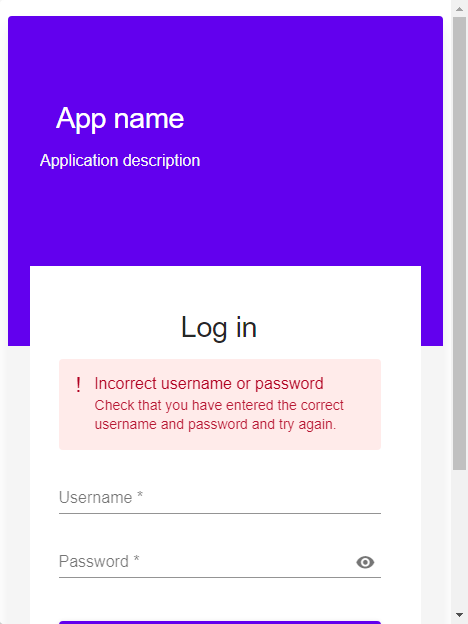 App name
Application description
Log in
! Incorrect username or password
Check that you have entered the correct
username and password and try again.
Username *
Password *